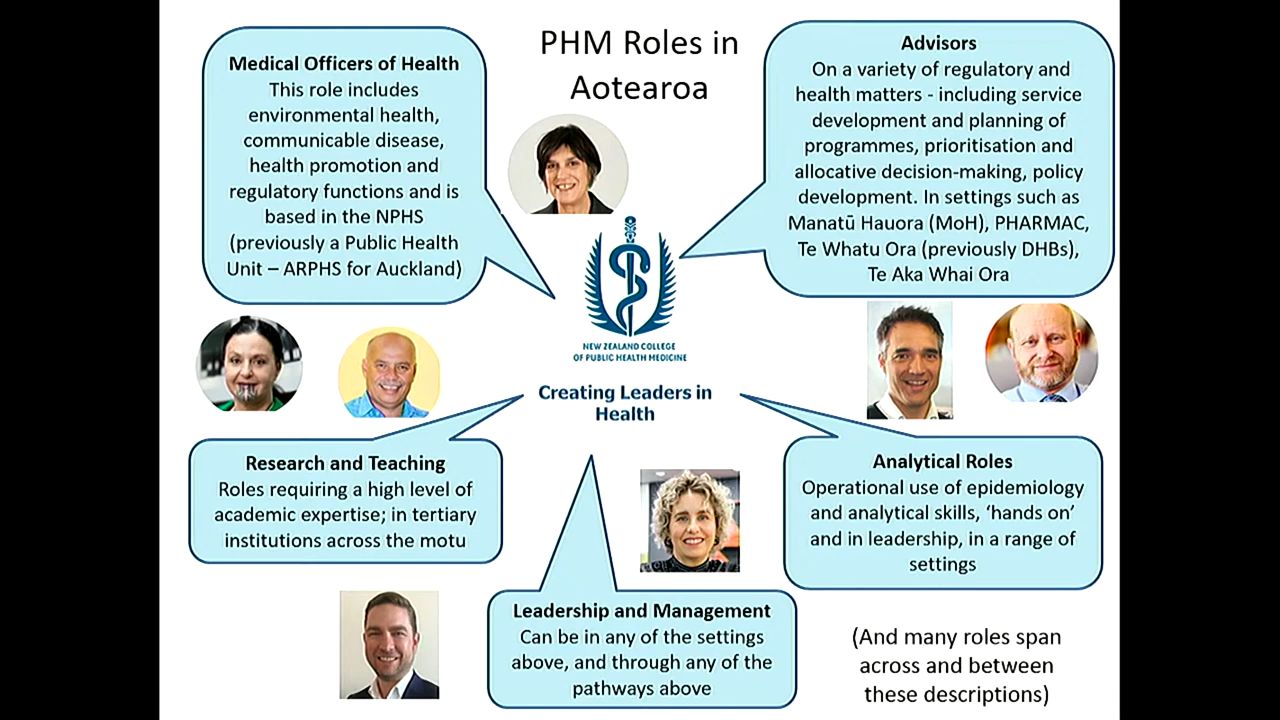 PHM Roles in
Aotearoa
Medical Officers of Health
This role includes
environmental health,
communicable disease,
health promotion and
regulatory functions and is
based in the NPHS
(previously a Public Health
Unit – ARPHS for Auckland)
Advisors
On a variety of regulatory and
health matters - including service
development and planning of
programmes, prioritisation and
allocative decision-making, policy
development. In settings such as
Manatū Hauora (MoH), PHARMAC,
Te Whatu Ora (previously DHBs),
Te Aka Whai Ora
NEW ZEALAND COLLEGE
OF PUBLIC HEALTH MEDICINE
Creating Leaders in
Health
Research and Teaching
Roles requiring a high level of
academic expertise; in tertiary
institutions across the motu
Analytical Roles
Operational use of epidemiology
and analytical skills, ‘hands on’
and in leadership, in a range of
settings
Leadership and Management
Can be in any of the settings
above, and through any of the
pathways above
(And many roles span
across and between
these descriptions)